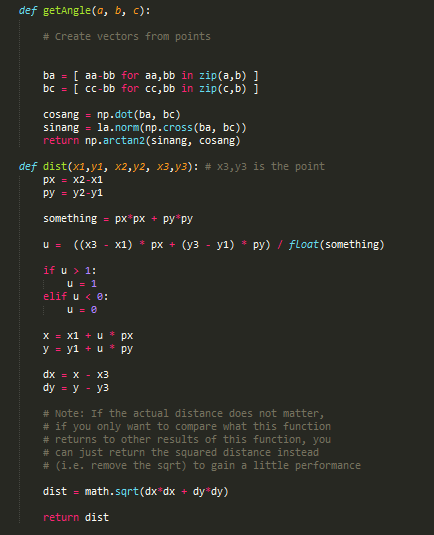 def getAngle(a, b, c):
# Create vectors from points
ba = [ aa-bb for aa,bb in zip(a,b) ]
bc = [ cc-bb for cc,bb in zip(c,b) ]
cosang = np.dot(ba, bc)
sinang = la.norm(np.cross(ba, bc))
return np.arctan2(sinang, cosang)
def dist(x1,y1, x2,y2, x3,y3): # x3,y3 is the point
px = x2-x1
py = y2-y1
something = px*px + py*py
u =  ((x3 - x1) * px + (y3 - y1) * py) / float(something)
if u > 1:
u = 1
elif u < 0:
u = 0
x = x1 + u * px
y = y1 + u * py
dx = x - x3
dy = y - y3
# Note: If the actual distance does not matter,
# if you only want to compare what this function
# returns to other results of this function, you
# can just return the squared distance instead
# (i.e. remove the sqrt) to gain a little performance
dist = math.sqrt(dx*dx + dy*dy)
return dist